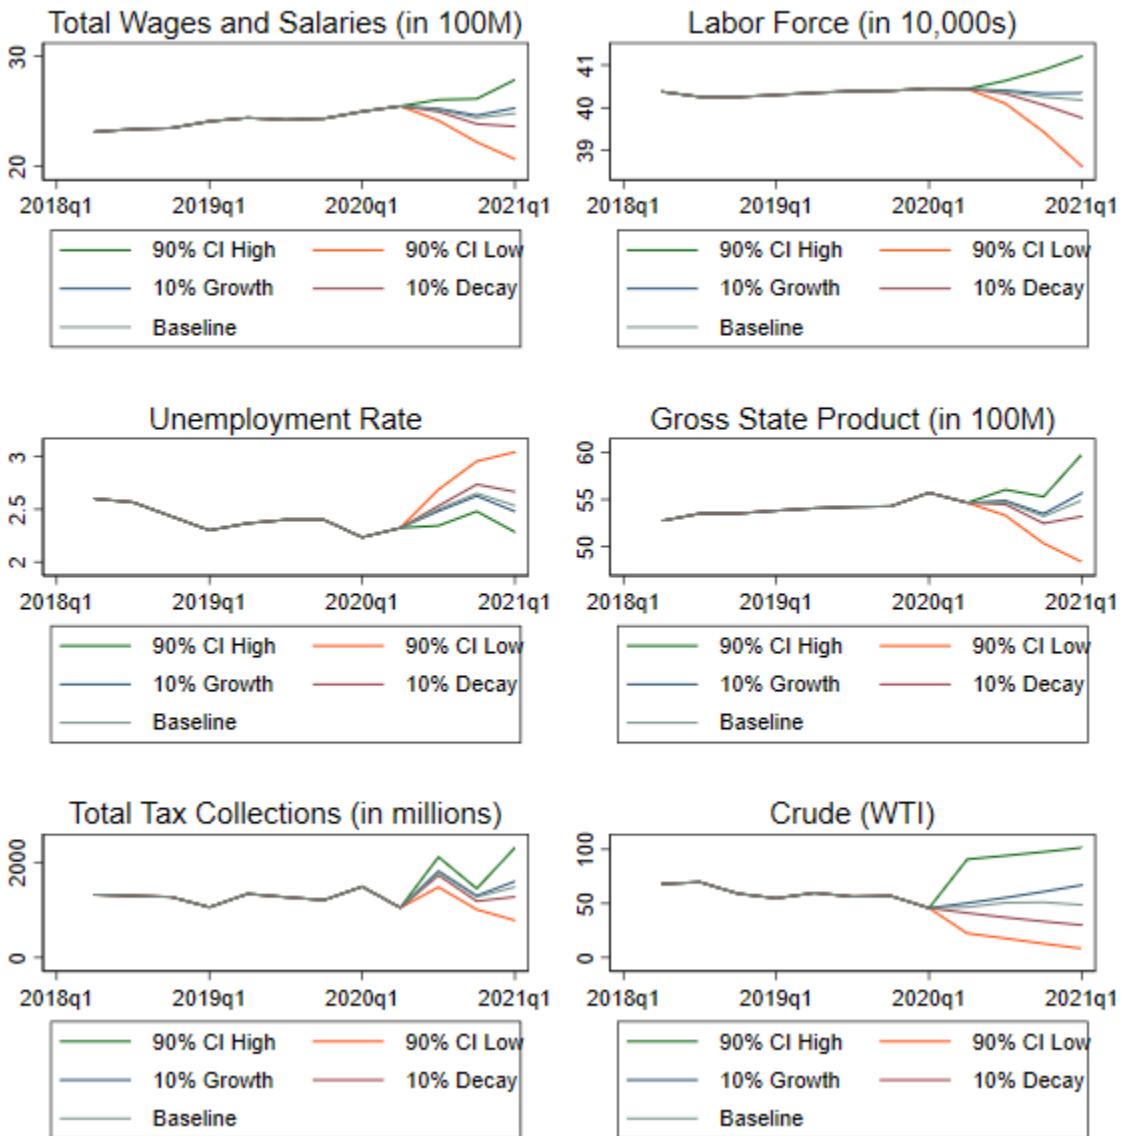 Total Wages and Salaries (in 100M)
30
20
2018q1 2019q1 2020q1 2021q1
90% CI High 90% CI Low
10% Growth 10% Decay
Baseline
Labor Force (in 10,000s)
41
40
39
2018q1 2019q1 2020q1 2021q1
90% CI High 90% CI Low
10% Growth 10% Decay
Baseline
Unemployment Rate
3
2.5
2
2018q1 2019q1 2020q1 2021q1
90% CI High 90% CI Low
10% Growth 10% Decay
Baseline
Gross State Product (in 100M)
60
55
50
2018q1 2019q1 2020q1 2021q1
90% CI High 90% CI Low
10% Growth 10% Decay
Baseline
Total Tax Collections (in millions)
2000
0
2018q1 2019q1 2020q1 2021q1
90% CI High 90% CI Low
10% Growth 10% Decay
Baseline
Crude (WTI)
100
50
0
2018q1 2019q1 2020q1 2021q1
90% CI High 90% CI Low
10% Growth 10% Decay
Baseline